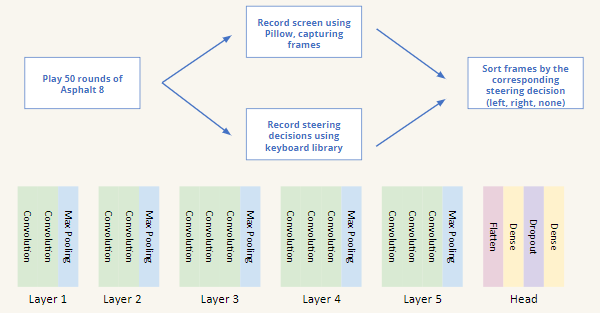 Record screen using
Pillow, capturing
frames
Play 50 rounds of
Asphalt 8
Sort frames by the
corresponding
steering decision
(left, right, none)
Record steering
decisions using
keyboard library
Convolution
Convolution
Max Pooling
Convolution
Convolution
Max Pooling
Convolution
Convolution
Convolution
Max Pooling
Convolution
Convolution
Convolution
Max Pooling
Convolution
Convolution
Convolution
Max Pooling
Flatten
Dense
Dropout
Dense
Layer 1
Layer 2
Layer 3
Layer 4
Layer 5
Head